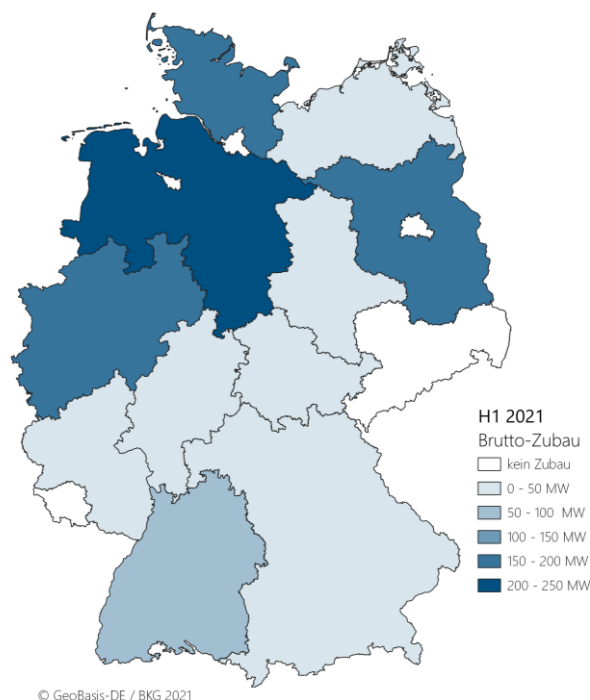 H1 2021
Brutto-Zubau
kein Zubau
0 - 50 MW
50 - 100 MW
100 - 150 MW
150 - 200 MW
200 - 250 MW
© GeoBasis-DE / BKG 2021